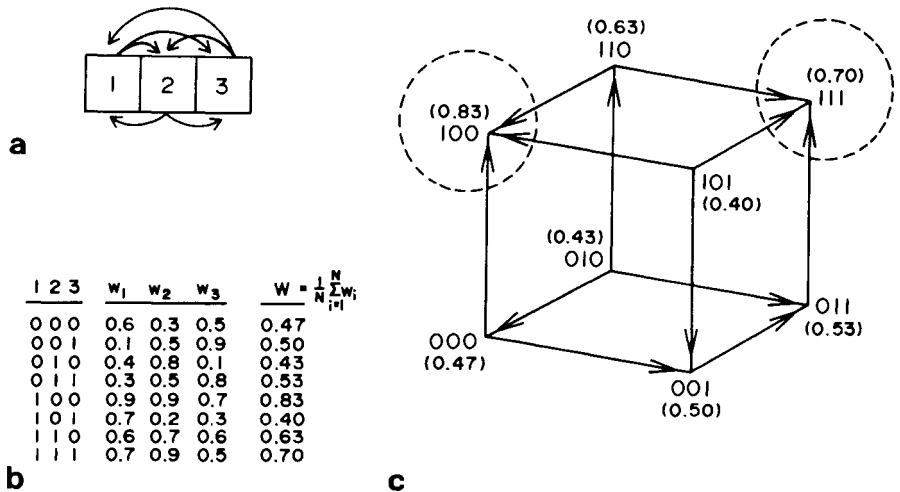 1 2 3
a
1 2 3 w1 w2 w3 W = 1/N Σ wi
N
i=1
0 0 0 0.6 0.3 0.5 0.47
0 0 1 0.1 0.5 0.9 0.50
0 1 0 0.4 0.8 0.1 0.43
0 1 1 0.3 0.5 0.8 0.53
1 0 0 0.9 0.9 0.7 0.83
1 0 1 0.7 0.2 0.3 0.40
1 1 0 0.6 0.7 0.6 0.63
1 1 1 0.7 0.9 0.5 0.70
b
(0.63)
110
(0.83)
100
(0.70)
111
101
(0.40)
(0.43)
010
000
(0.47)
011
(0.53)
001
(0.50)
c